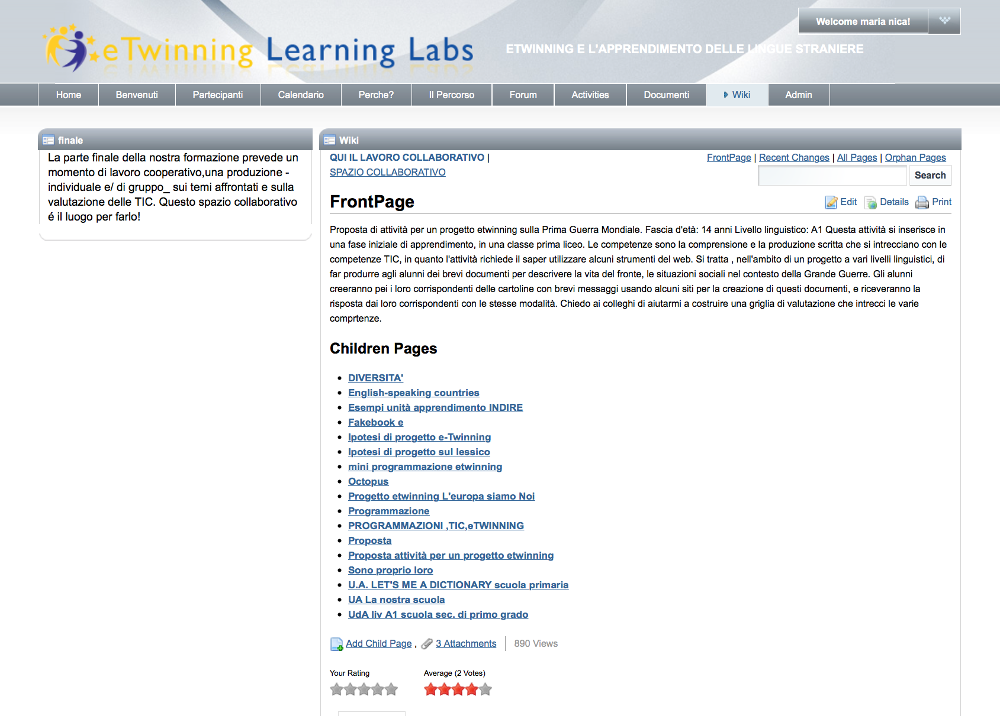 Welcome maria nica!
eTwinning Learning Labs
ETWINNING E L'APPRENDIMENTO DELLE LINGUE STRANIERE
Home Benvenuti Partecipanti Calendario Perche? Il Percorso Forum Activities Documenti Wiki Admin
finale
La parte finale della nostra formazione prevede un
momento di lavoro cooperativo,una produzione -
individuale e/ di gruppo_ sui temi affrontati e sulla
valutazione delle TIC. Questo spazio collaborativo
é il luogo per farlo!
Wiki
QUI IL LAVORO COLLABORATIVO |
SPAZIO COLLABORATIVO
FrontPage | Recent Changes | All Pages | Orphan Pages
Search
FrontPage
Edit Details Print
Proposta di attività per un progetto etwinning sulla Prima Guerra Mondiale. Fascia d'età: 14 anni Livello linguistico: A1 Questa attività si inserisce in
una fase iniziale di apprendimento, in una classe prima liceo. Le competenze sono la comprensione e la produzione scritta che si intrecciano con le
competenze TIC, in quanto l'attività richiede il saper utilizzare alcuni strumenti del web. Si tratta , nell'ambito di un progetto a vari livelli linguistici, di
far produrre agli alunni dei brevi documenti per descrivere la vita del fronte, le situazioni sociali nel contesto della Grande Guerre. Gli alunni
creeranno pei i loro corrispondenti delle cartoline con brevi messaggi usando alcuni siti per la creazione di questi documenti, e riceveranno la
risposta dai loro corrispondenti con le stesse modalità. Chiedo ai colleghi di aiutarmi a costruire una griglia di valutazione che intrecci le varie
comprtenze.
Children Pages
DIVERSITA'
English-speaking countries
Esempi unità apprendimento INDIRE
Fakebook e
Ipotesi di progetto e-Twinning
Ipotesi di progetto sul lessico
mini programmazione etwinning
Octopus
Progetto etwinning L'europa siamo Noi
Programmazione
PROGRAMMAZIONI ,TIC,eTWINNING
Proposta
Proposta attività per un progetto etwinning
Sono proprio loro
U.A. LET'S ME A DICTIONARY scuola primaria
UA La nostra scuola
UdA liv A1 scuola sec. di primo grado
Add Child Page , 3 Attachments 890 Views
Your Rating Average (2 Votes)